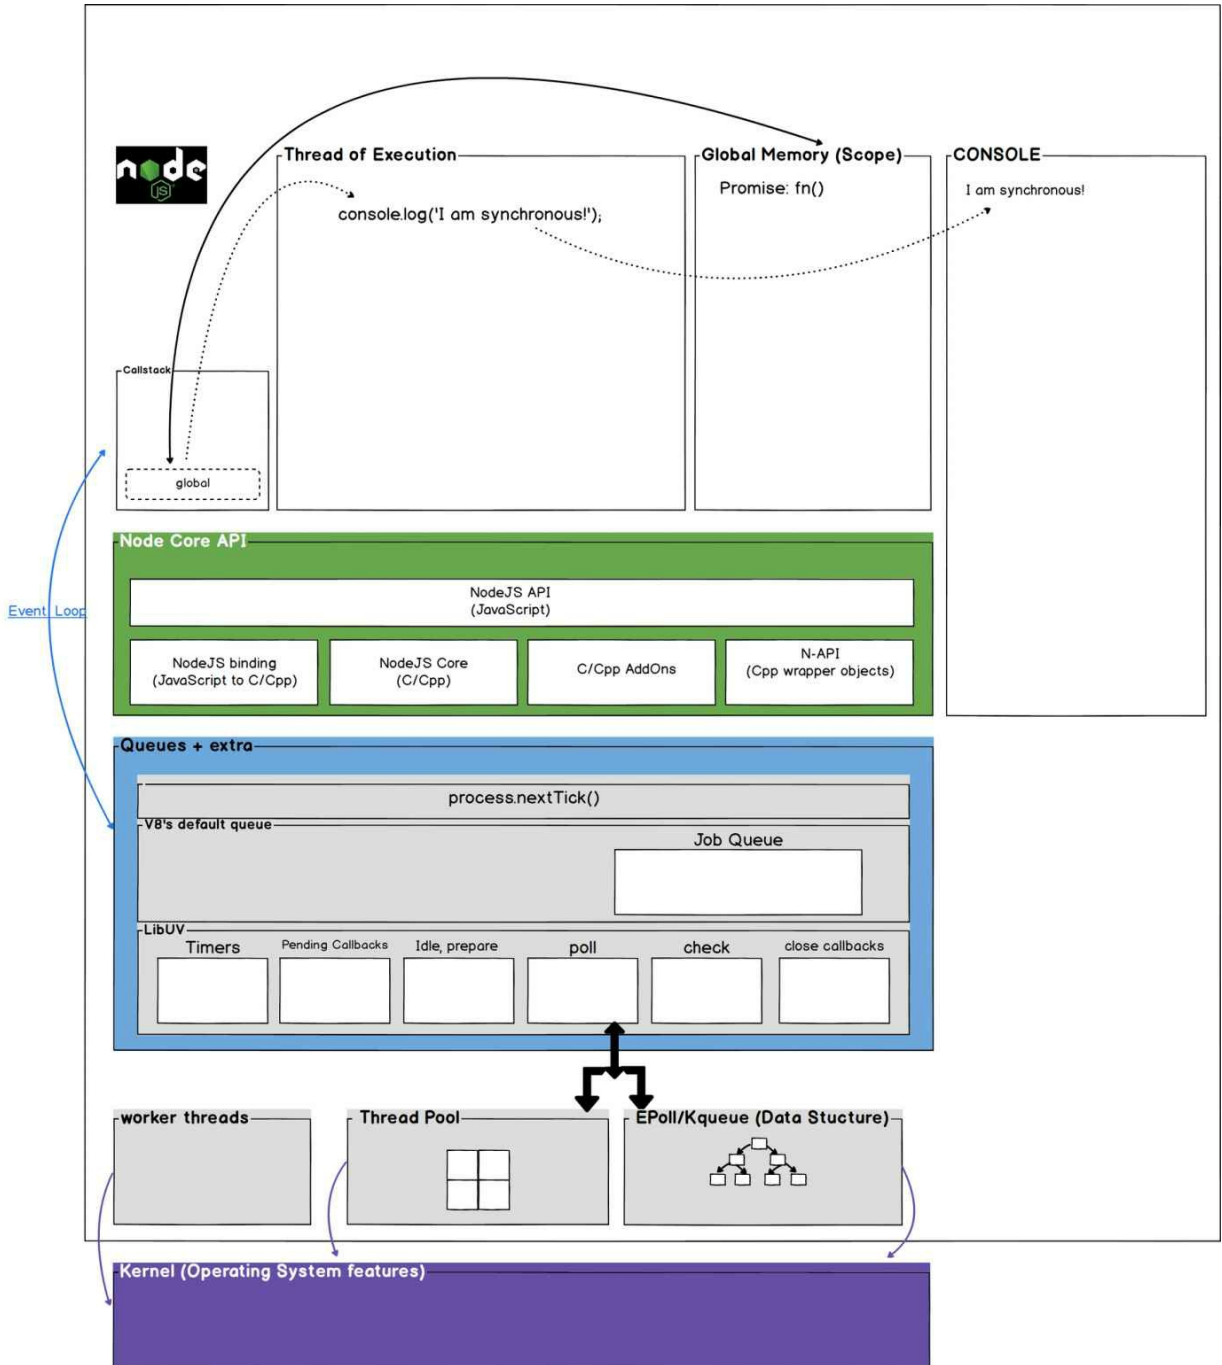 node
JS
Thread of Execution
console.log('I am synchronous!');
Global Memory (Scope)
Promise: fn()
CONSOLE
I am synchronous!
Callstack
global
Event Loop
Node Core API
NodeJS API
(JavaScript)
NodeJS binding
(JavaScript to C/Cpp)
NodeJS Core
(C/Cpp)
C/Cpp AddOns
N-API
(Cpp wrapper objects)
Queues + extra
process.nextTick()
V8's default queue
Job Queue
LibUV
Timers
Pending Callbacks
Idle, prepare
poll
check
close callbacks
worker threads
Thread Pool
EPoll/Kqueue (Data Stucture)
Kernel (Operating System features)